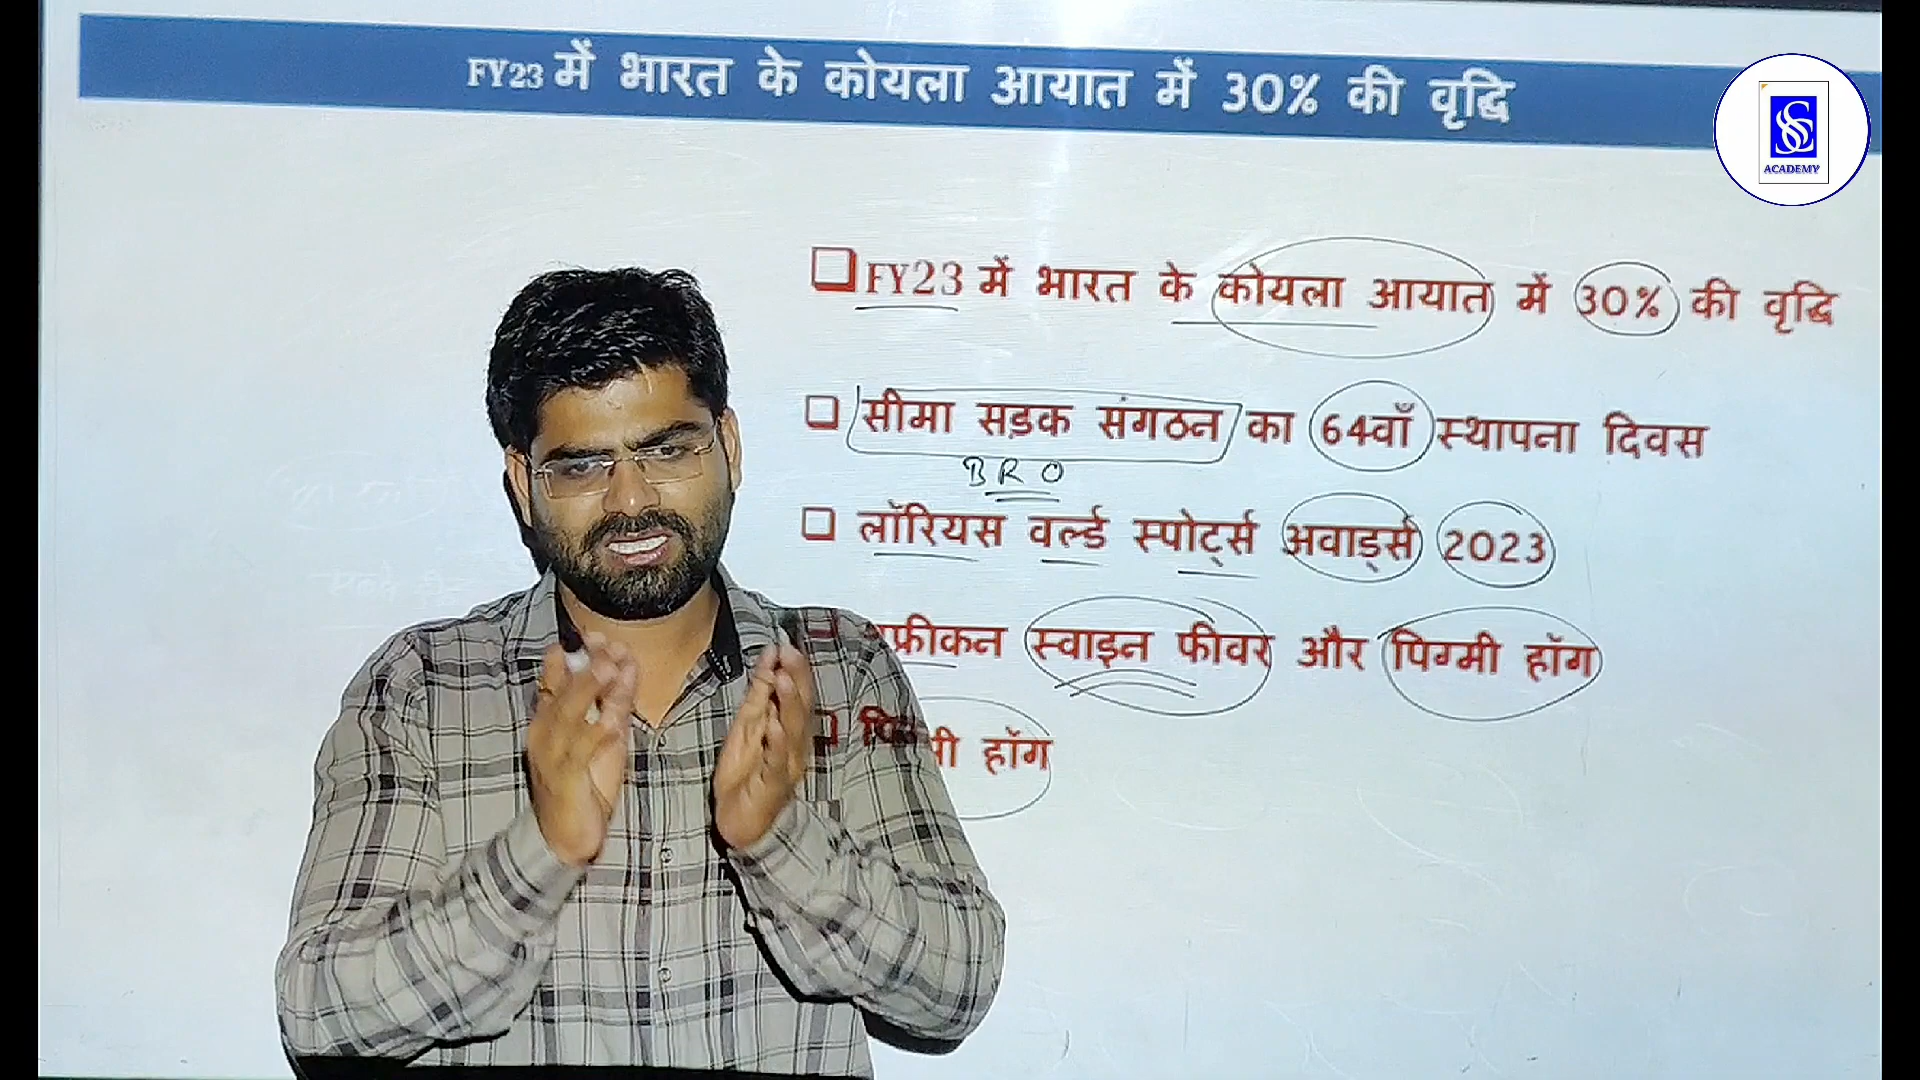 FY23 में भारत के कोयला आयात में 30% की वृद्धि
SSC
ACADEMY
FY23 में भारत के कोयला आयात में 30% की वृद्धि
सीमा सड़क संगठन का 64वाँ स्थापना दिवस
BRO
लॉरियस वर्ल्ड स्पोर्ट्स अवार्ड्स 2023
स्वाइन फीवर और पिग्मी हॉग
हॉग